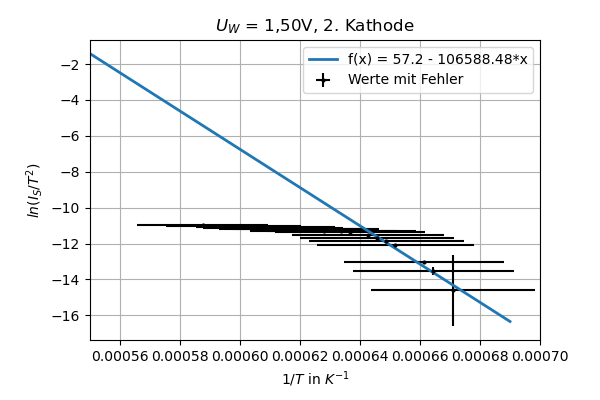 U_W = 1,50V, 2. Kathode
f(x) = 57.2 - 106588.48*x
Werte mit Fehler
−2
−4
−6
−8
−10
−12
−14
−16
ln(I_S/T²)
0.00056 0.00058 0.00060 0.00062 0.00064 0.00066 0.00068 0.00070
1/T in K⁻¹